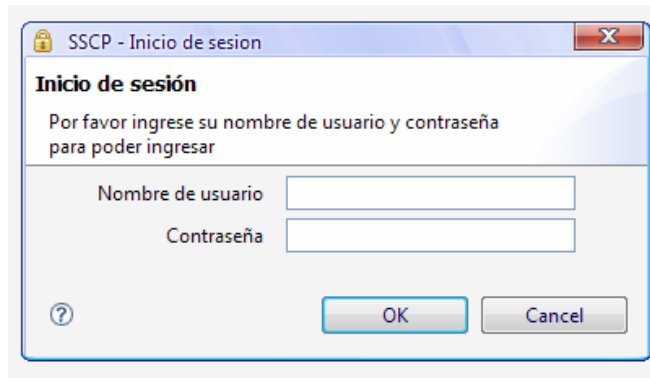 SSCP - Inicio de sesion
Inicio de sesión
Por favor ingrese su nombre de usuario y contraseña
para poder ingresar
Nombre de usuario
Contraseña
?
OK
Cancel